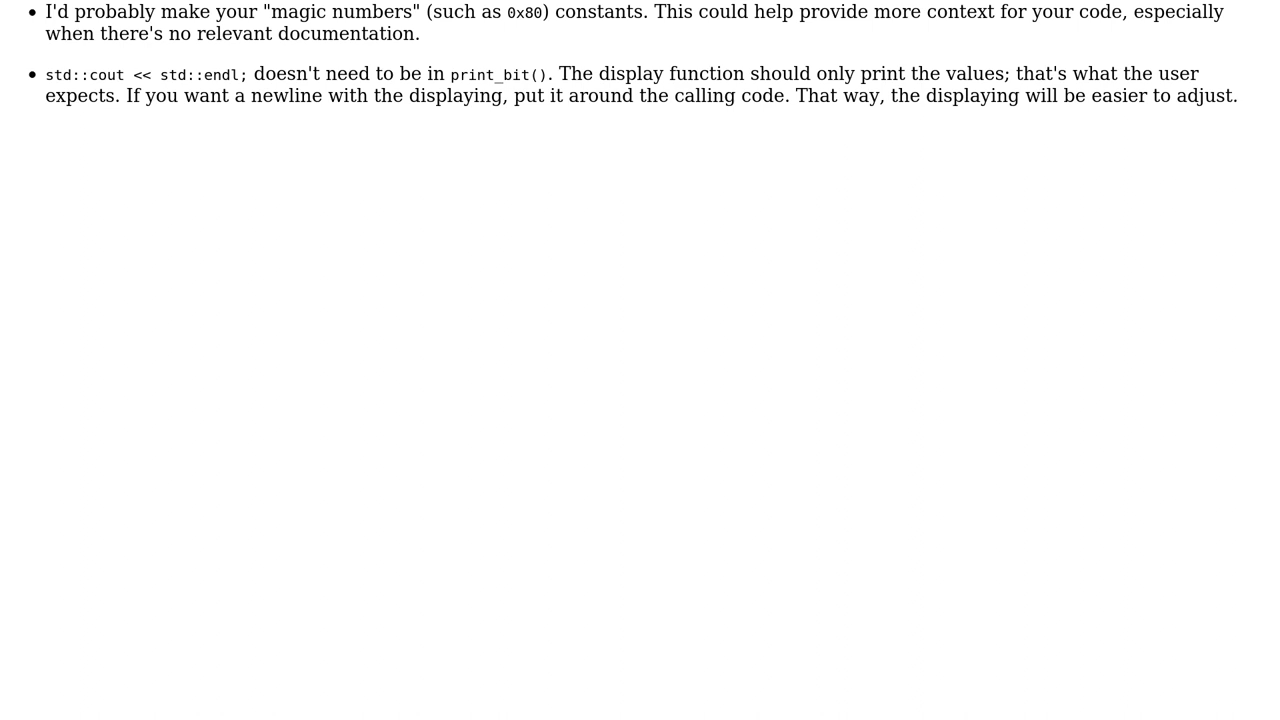 • I'd probably make your "magic numbers" (such as 0x80) constants. This could help provide more context for your code, especially
when there's no relevant documentation.
• std::cout << std::endl; doesn't need to be in print_bit(). The display function should only print the values; that's what the user
expects. If you want a newline with the displaying, put it around the calling code. That way, the displaying will be easier to adjust.